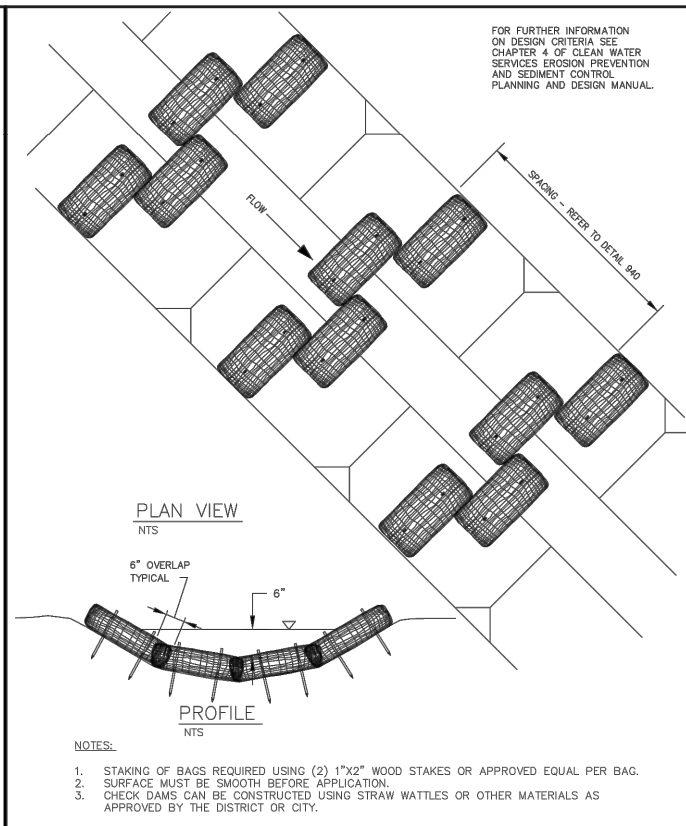 FOR FURTHER INFORMATION
ON DESIGN CRITERIA SEE
CHAPTER 4 OF CLEAN WATER
SERVICES EROSION PREVENTION
AND SEDIMENT CONTROL
PLANNING AND DESIGN MANUAL.
SPACING - REFER TO DETAIL 940
FLOW
PLAN VIEW
NTS
6" OVERLAP
TYPICAL
6"
PROFILE
NTS
NOTES:
1. STAKING OF BAGS REQUIRED USING (2) 1"X2" WOOD STAKES OR APPROVED EQUAL PER BAG.
2. SURFACE MUST BE SMOOTH BEFORE APPLICATION.
3. CHECK DAMS CAN BE CONSTRUCTED USING STRAW WATTLES OR OTHER MATERIALS AS
APPROVED BY THE DISTRICT OR CITY.